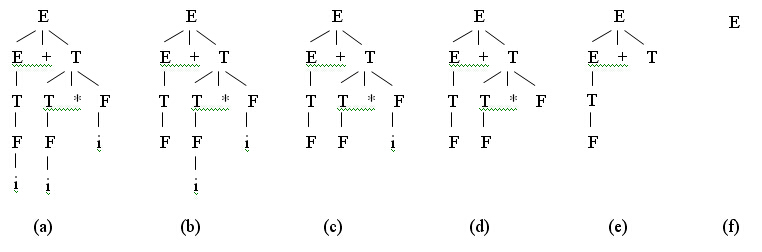 E E E E E E
E + T E + T E + T E + T E + T
T T * F T T * F T T * F T T * F T
F F i F F i F F i F F F
i i i
(a) (b) (c) (d) (e) (f)